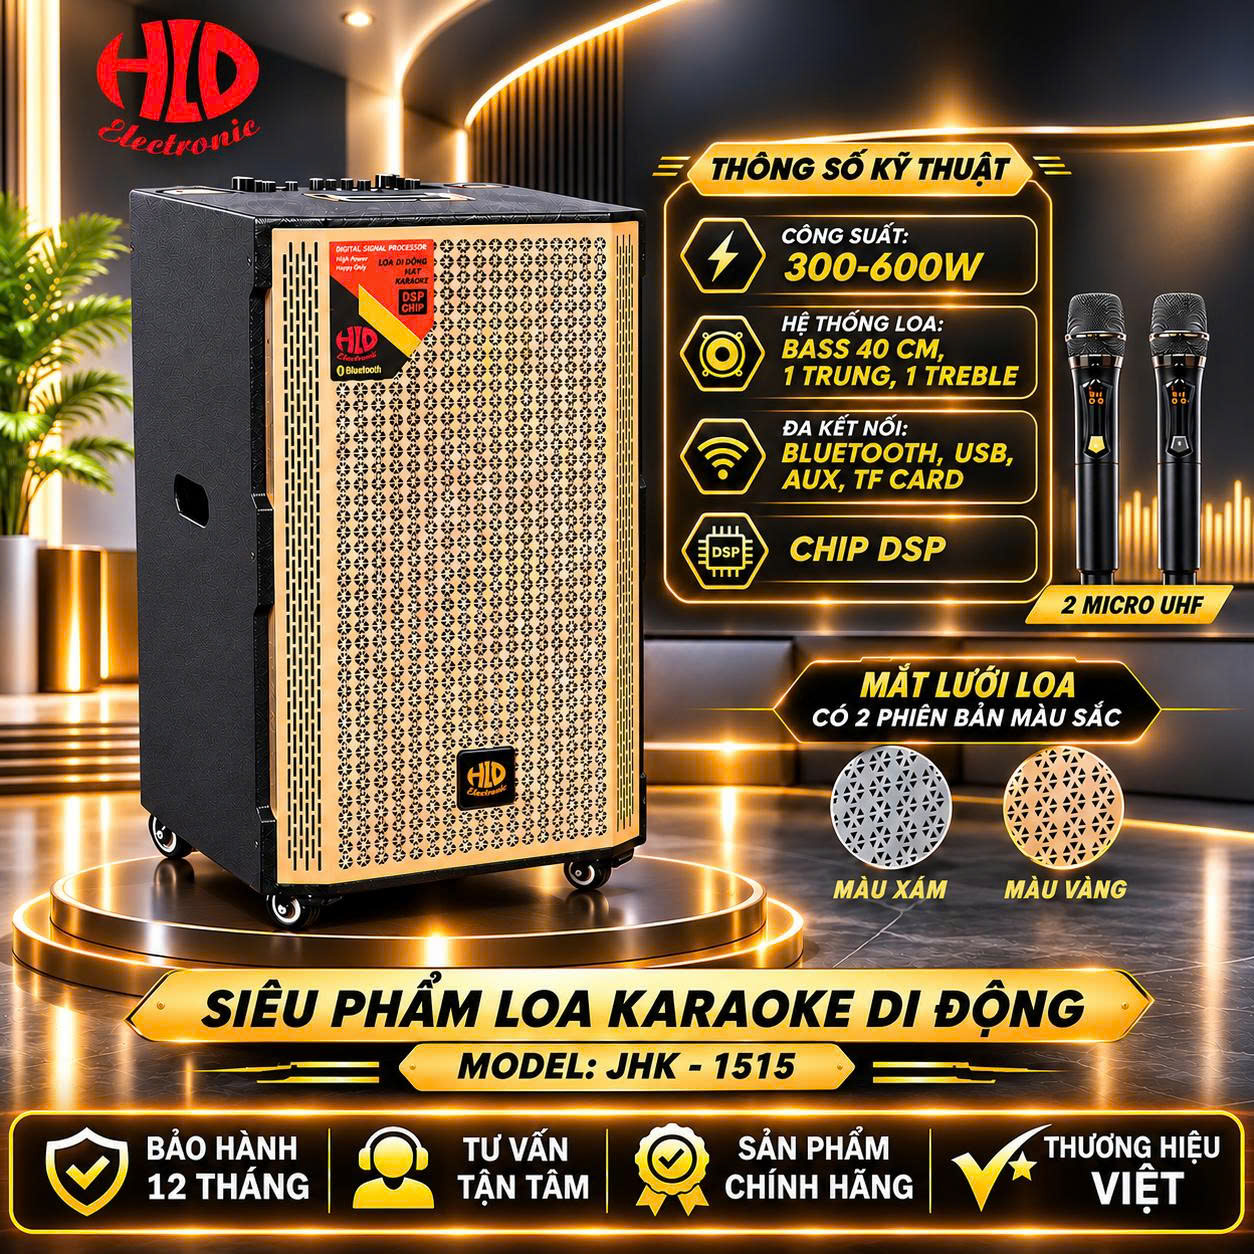 HLD
Electronic
THÔNG SỐ KỸ THUẬT
CÔNG SUẤT:
300-600W
HỆ THỐNG LOA:
BASS 40 CM,
1 TRUNG, 1 TREBLE
ĐA KẾT NỐI:
BLUETOOTH, USB,
AUX, TF CARD
DSP
CHIP DSP
2 MICRO UHF
DIGITAL SIGNAL PROCESSOR
High Power
Happy Only
LOA DI ĐỘNG
HÁT
KARAOKE
DSP
CHIP
HLD
Electronic
Bluetooth
MẮT LƯỚI LOA
CÓ 2 PHIÊN BẢN MÀU SẮC
MÀU XÁM
MÀU VÀNG
HLD
Electronic
SIÊU PHẨM LOA KARAOKE DI ĐỘNG
MODEL: JHK - 1515
BẢO HÀNH
12 THÁNG
TƯ VẤN
TẬN TÂM
SẢN PHẨM
CHÍNH HÃNG
THƯƠNG HIỆU
VIỆT